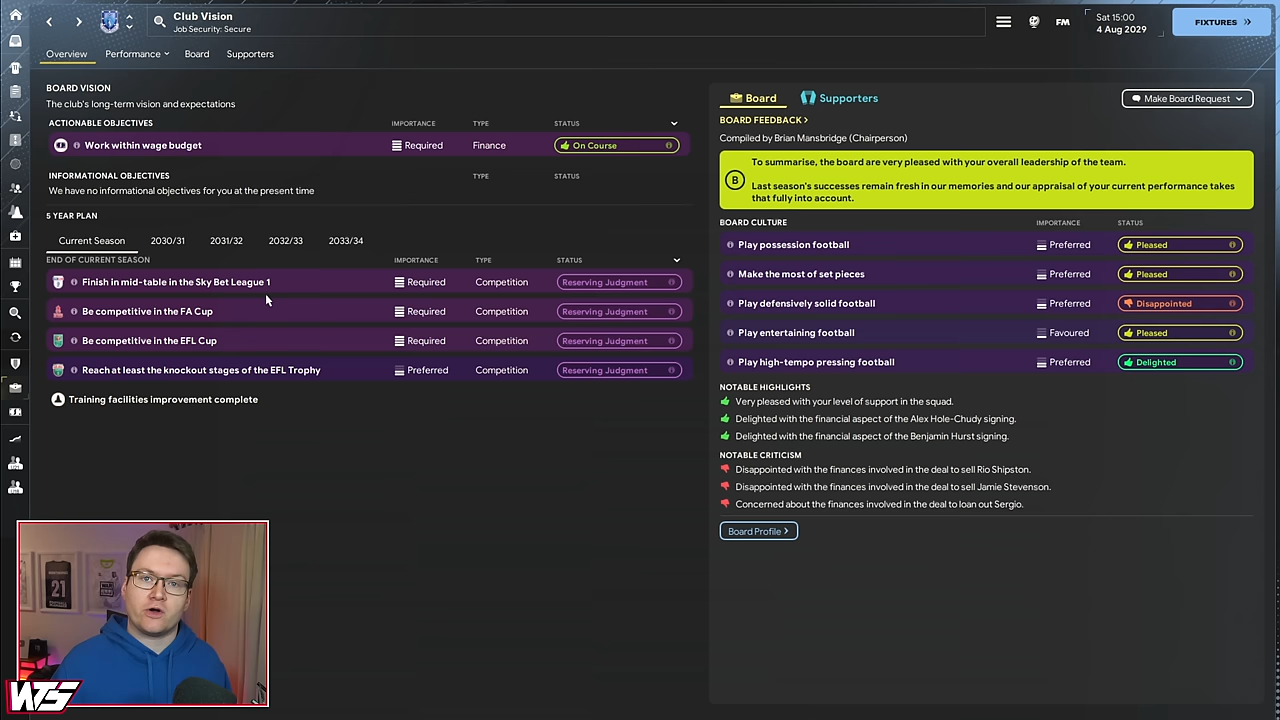 Club Vision
Job Security: Secure
FM
Sat 15:00
4 Aug 2029
FIXTURES
Overview
Performance
Board
Supporters
BOARD VISION
The club's long-term vision and expectations
ACTIONABLE OBJECTIVES
IMPORTANCE
TYPE
STATUS
Work within wage budget
Required
Finance
On Course
INFORMATIONAL OBJECTIVES
TYPE
STATUS
We have no informational objectives for you at the present time
5 YEAR PLAN
Current Season
2030/31
2031/32
2032/33
2033/34
END OF CURRENT SEASON
IMPORTANCE
TYPE
STATUS
Finish in mid-table in the Sky Bet League 1
Required
Competition
Reserving Judgment
Be competitive in the FA Cup
Required
Competition
Reserving Judgment
Be competitive in the EFL Cup
Required
Competition
Reserving Judgment
Reach at least the knockout stages of the EFL Trophy
Preferred
Competition
Reserving Judgment
Training facilities improvement complete
Board
Supporters
Make Board Request
BOARD FEEDBACK >
Compiled by Brian Mansbridge (Chairperson)
B
To summarise, the board are very pleased with your overall leadership of the team.
Last season's successes remain fresh in our memories and our appraisal of your current performance takes
that fully into account.
BOARD CULTURE
IMPORTANCE
STATUS
Play possession football
Preferred
Pleased
Make the most of set pieces
Preferred
Pleased
Play defensively solid football
Preferred
Disappointed
Play entertaining football
Favoured
Pleased
Play high-tempo pressing football
Preferred
Delighted
NOTABLE HIGHLIGHTS
Very pleased with your level of support in the squad.
Delighted with the financial aspect of the Alex Hole-Chudy signing.
Delighted with the financial aspect of the Benjamin Hurst signing.
NOTABLE CRITICISM
Disappointed with the finances involved in the deal to sell Rio Shipston.
Disappointed with the finances involved in the deal to sell Jamie Stevenson.
Concerned about the finances involved in the deal to loan out Sergio.
Board Profile >
21
WTS